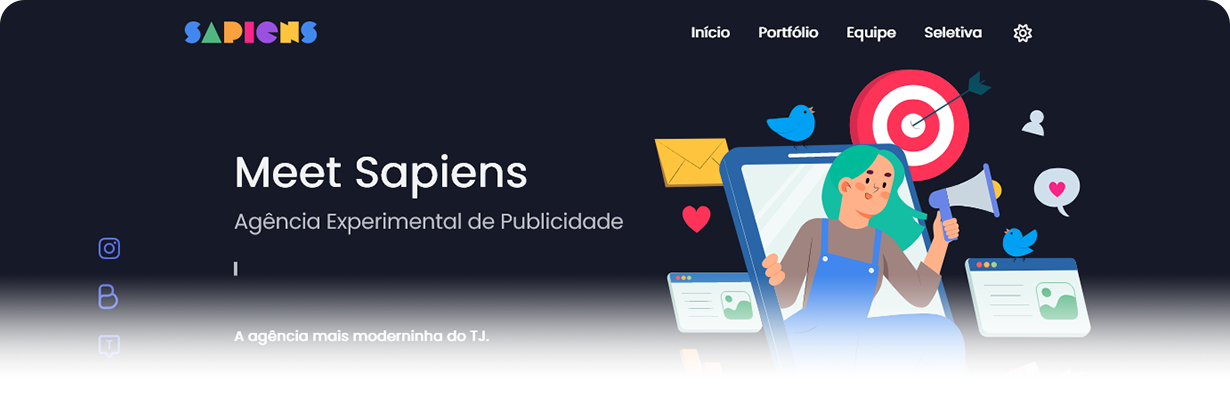 SAPIENS
Início Portfólio Equipe Seletiva
Meet Sapiens
Agência Experimental de Publicidade
A agência mais moderninha do TJ.